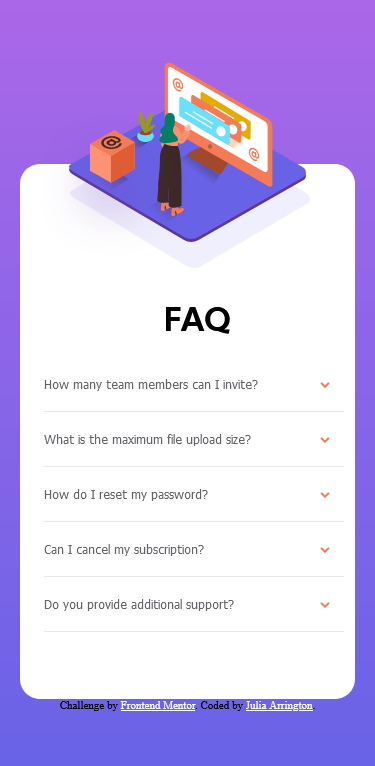 FAQ
How many team members can I invite?
What is the maximum file upload size?
How do I reset my password?
Can I cancel my subscription?
Do you provide additional support?
Challenge by Frontend Mentor. Coded by Julia Arrington.